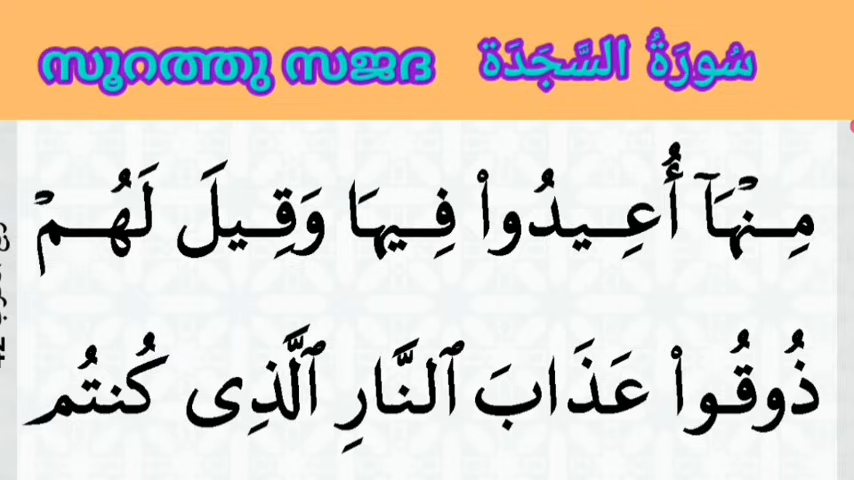 സൂറത്തു സജദ سُورَةُ السَّجَدَة
مِنْهَآ أُعِيدُوا۟ فِيهَا وَقِيلَ لَهُمْ
ذُوقُوا۟ عَذَابَ ٱلنَّارِ ٱلَّذِى كُنتُم